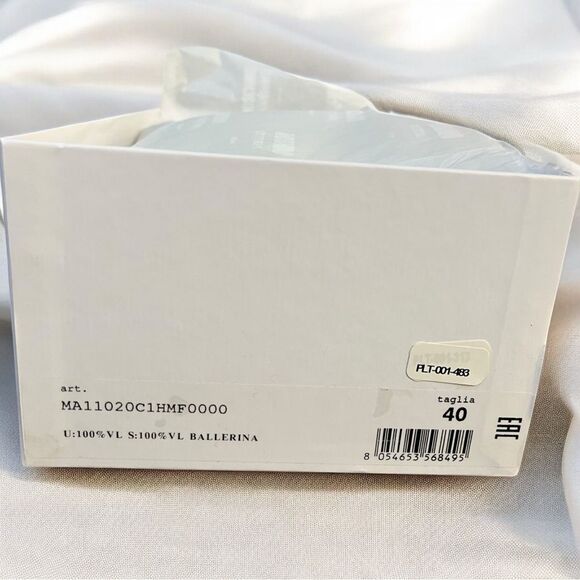 PLT-001-483
art.
MA11020C1HMF0000
taglia
40
U:100%VL S:100%VL BALLERINA
8 054653 568495
EAC